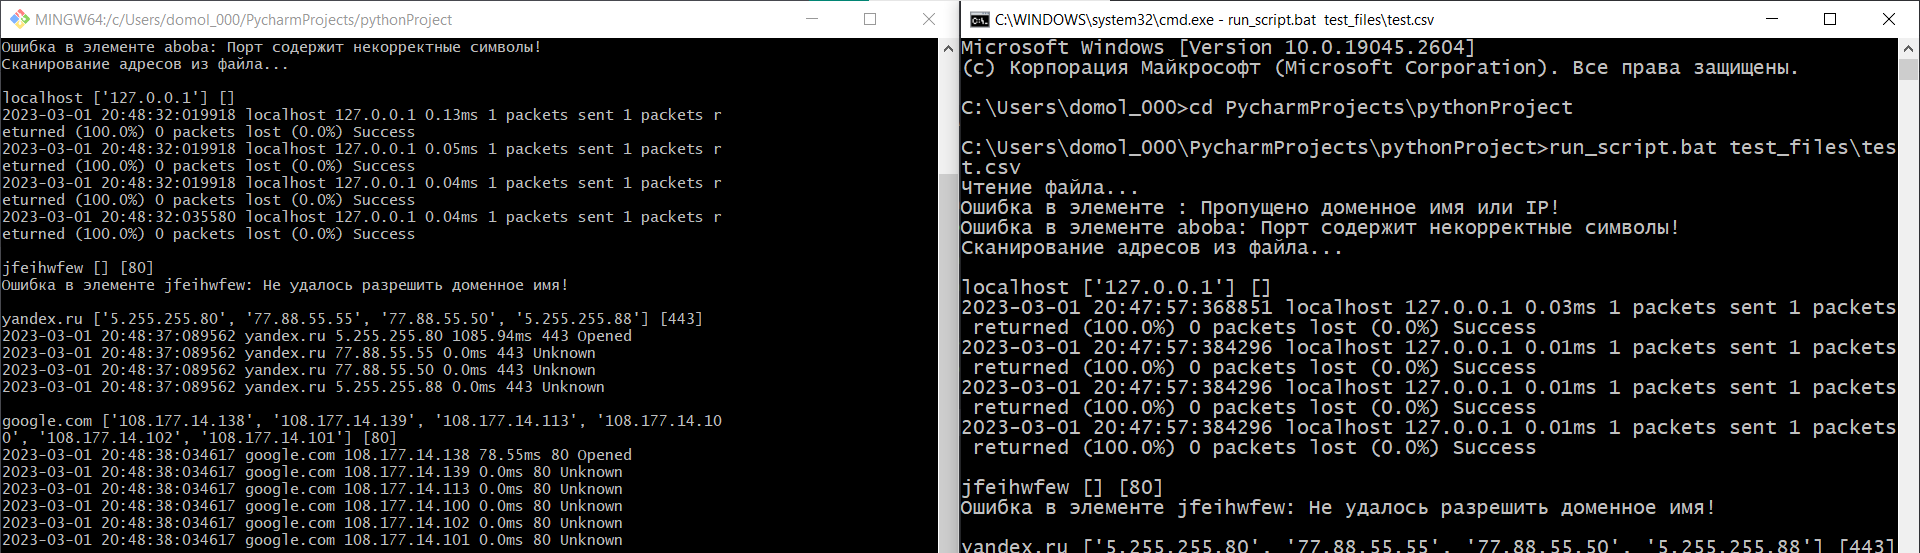 MINGW64:/c/Users/domol_000/PycharmProjects/pythonProject
Ошибка в элементе aboba: Порт содержит некорректные символы!
Сканирование адресов из файла...
localhost ['127.0.0.1'] []
2023-03-01 20:48:32:019918 localhost 127.0.0.1 0.13ms 1 packets sent 1 packets r
eturned (100.0%) 0 packets lost (0.0%) Success
2023-03-01 20:48:32:019918 localhost 127.0.0.1 0.05ms 1 packets sent 1 packets r
eturned (100.0%) 0 packets lost (0.0%) Success
2023-03-01 20:48:32:019918 localhost 127.0.0.1 0.04ms 1 packets sent 1 packets r
eturned (100.0%) 0 packets lost (0.0%) Success
2023-03-01 20:48:32:035580 localhost 127.0.0.1 0.04ms 1 packets sent 1 packets r
eturned (100.0%) 0 packets lost (0.0%) Success
jfeihwfew [] [80]
Ошибка в элементе jfeihwfew: Не удалось разрешить доменное имя!
yandex.ru ['5.255.255.80', '77.88.55.55', '77.88.55.50', '5.255.255.88'] [443]
2023-03-01 20:48:37:089562 yandex.ru 5.255.255.80 1085.94ms 443 Opened
2023-03-01 20:48:37:089562 yandex.ru 77.88.55.55 0.0ms 443 Unknown
2023-03-01 20:48:37:089562 yandex.ru 77.88.55.50 0.0ms 443 Unknown
2023-03-01 20:48:37:089562 yandex.ru 5.255.255.88 0.0ms 443 Unknown
google.com ['108.177.14.138', '108.177.14.139', '108.177.14.113', '108.177.14.10
0', '108.177.14.102', '108.177.14.101'] [80]
2023-03-01 20:48:38:034617 google.com 108.177.14.138 78.55ms 80 Opened
2023-03-01 20:48:38:034617 google.com 108.177.14.139 0.0ms 80 Unknown
2023-03-01 20:48:38:034617 google.com 108.177.14.113 0.0ms 80 Unknown
2023-03-01 20:48:38:034617 google.com 108.177.14.100 0.0ms 80 Unknown
2023-03-01 20:48:38:034617 google.com 108.177.14.102 0.0ms 80 Unknown
2023-03-01 20:48:38:034617 google.com 108.177.14.101 0.0ms 80 Unknown
C:\WINDOWS\system32\cmd.exe - run_script.bat  test_files\test.csv
Microsoft Windows [Version 10.0.19045.2604]
(c) Корпорация Майкрософт (Microsoft Corporation). Все права защищены.
C:\Users\domol_000>cd PycharmProjects\pythonProject
C:\Users\domol_000\PycharmProjects\pythonProject>run_script.bat test_files\tes
t.csv
Чтение файла...
Ошибка в элементе : Пропущено доменное имя или IP!
Ошибка в элементе aboba: Порт содержит некорректные символы!
Сканирование адресов из файла...
localhost ['127.0.0.1'] []
2023-03-01 20:47:57:368851 localhost 127.0.0.1 0.03ms 1 packets sent 1 packets
returned (100.0%) 0 packets lost (0.0%) Success
2023-03-01 20:47:57:384296 localhost 127.0.0.1 0.01ms 1 packets sent 1 packets
returned (100.0%) 0 packets lost (0.0%) Success
2023-03-01 20:47:57:384296 localhost 127.0.0.1 0.01ms 1 packets sent 1 packets
returned (100.0%) 0 packets lost (0.0%) Success
2023-03-01 20:47:57:384296 localhost 127.0.0.1 0.01ms 1 packets sent 1 packets
returned (100.0%) 0 packets lost (0.0%) Success
jfeihwfew [] [80]
Ошибка в элементе jfeihwfew: Не удалось разрешить доменное имя!
yandex.ru ['5.255.255.80', '77.88.55.55', '77.88.55.50', '5.255.255.88'] [443]